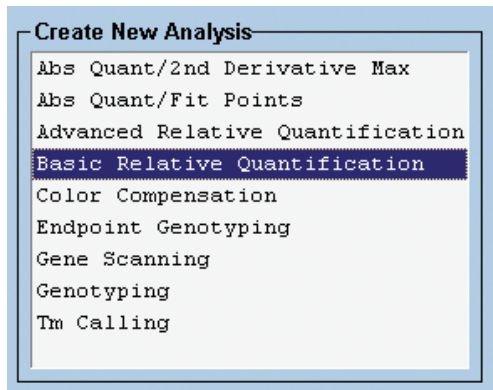 Create New Analysis
Abs Quant/2nd Derivative Max
Abs Quant/Fit Points
Advanced Relative Quantification
Basic Relative Quantification
Color Compensation
Endpoint Genotyping
Gene Scanning
Genotyping
Tm Calling